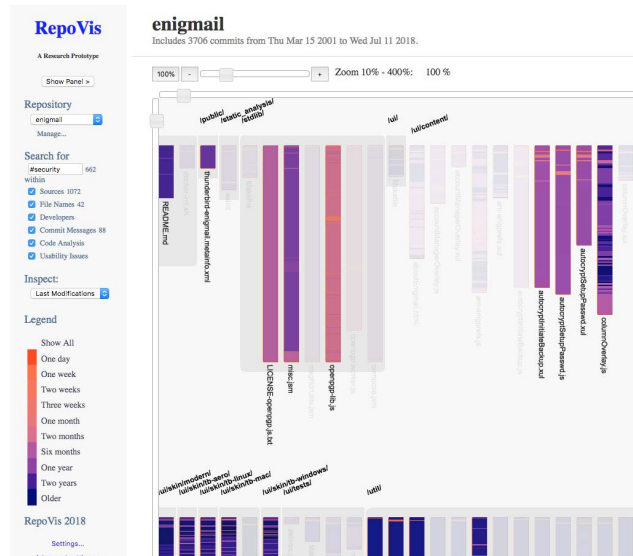 RepoVis
A Research Prototype
Show Panel >
Repository
enigmail
Manage...
Search for
#security 662
within
Sources 1072
File Names 42
Developers
Commit Messages 88
Code Analysis
Usability Issues
Inspect:
Last Modifications
Legend
Show All
One day
One week
Two weeks
Three weeks
One month
Two months
Six months
One year
Two years
Older
RepoVis 2018
Settings...
enigmail
Includes 3706 commits from Thu Mar 15 2001 to Wed Jul 11 2018.
100% - + Zoom 10% - 400%: 100 %
/public/
/static_analysis/
/stdlib/
/ui/
/ui/content/
README.md
thunderbird-enigmail.metainfo.xml
LICENSE-openpgp.js.txt
misc.jsm
openpgp-lib.js
autocryptInitiateBackup.xul
autocryptSetupPasswd.js
autocryptSetupPasswd.xul
columnOverlay.js
/ui/skin/modern/
/ui/skin/tb-aero/
/ui/skin/tb-linux/
/ui/skin/tb-mac/
/ui/skin/tb-windows/
/ui/tests/
/util/